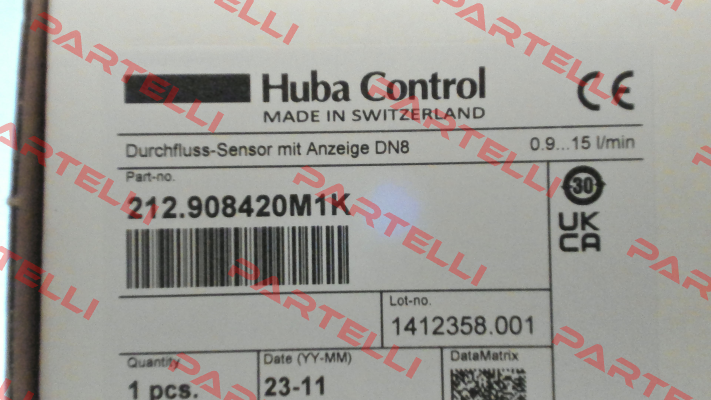 Huba Control
MADE IN SWITZERLAND
CE
Durchfluss-Sensor mit Anzeige DN8
0.9...15 l/min
Part-no.
212.908420M1K
30
UK
CA
Lot-no.
1412358.001
Quantity
1 pcs.
Date (YY-MM)
23-11
DataMatrix
PARTELLI
PARTELLI
PARTELLI
PARTELLI
PARTELLI
PARTELLI